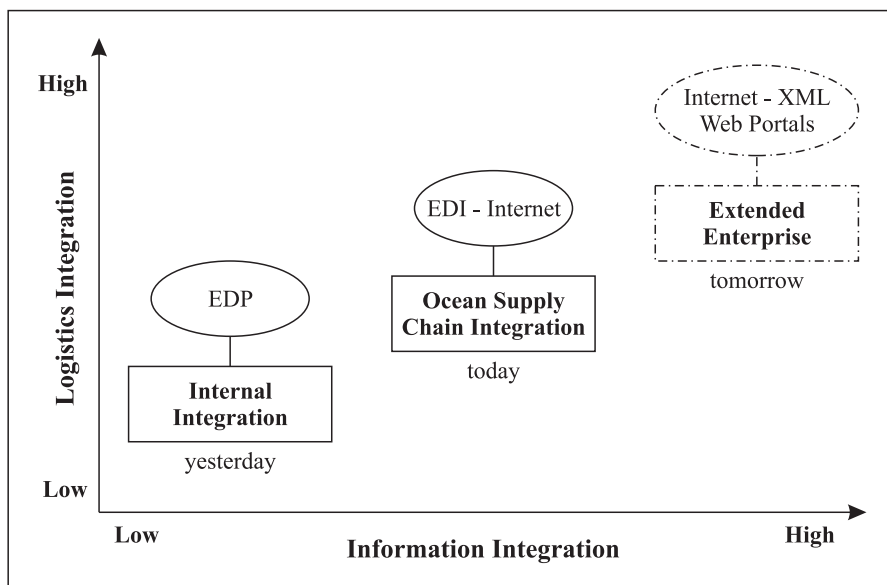 High
Internet - XML
Web Portals
EDI - Internet
Extended
Enterprise
tomorrow
EDP
Ocean Supply
Chain Integration
today
Internal
Integration
yesterday
Logistics Integration
Low
Low
High
Information Integration